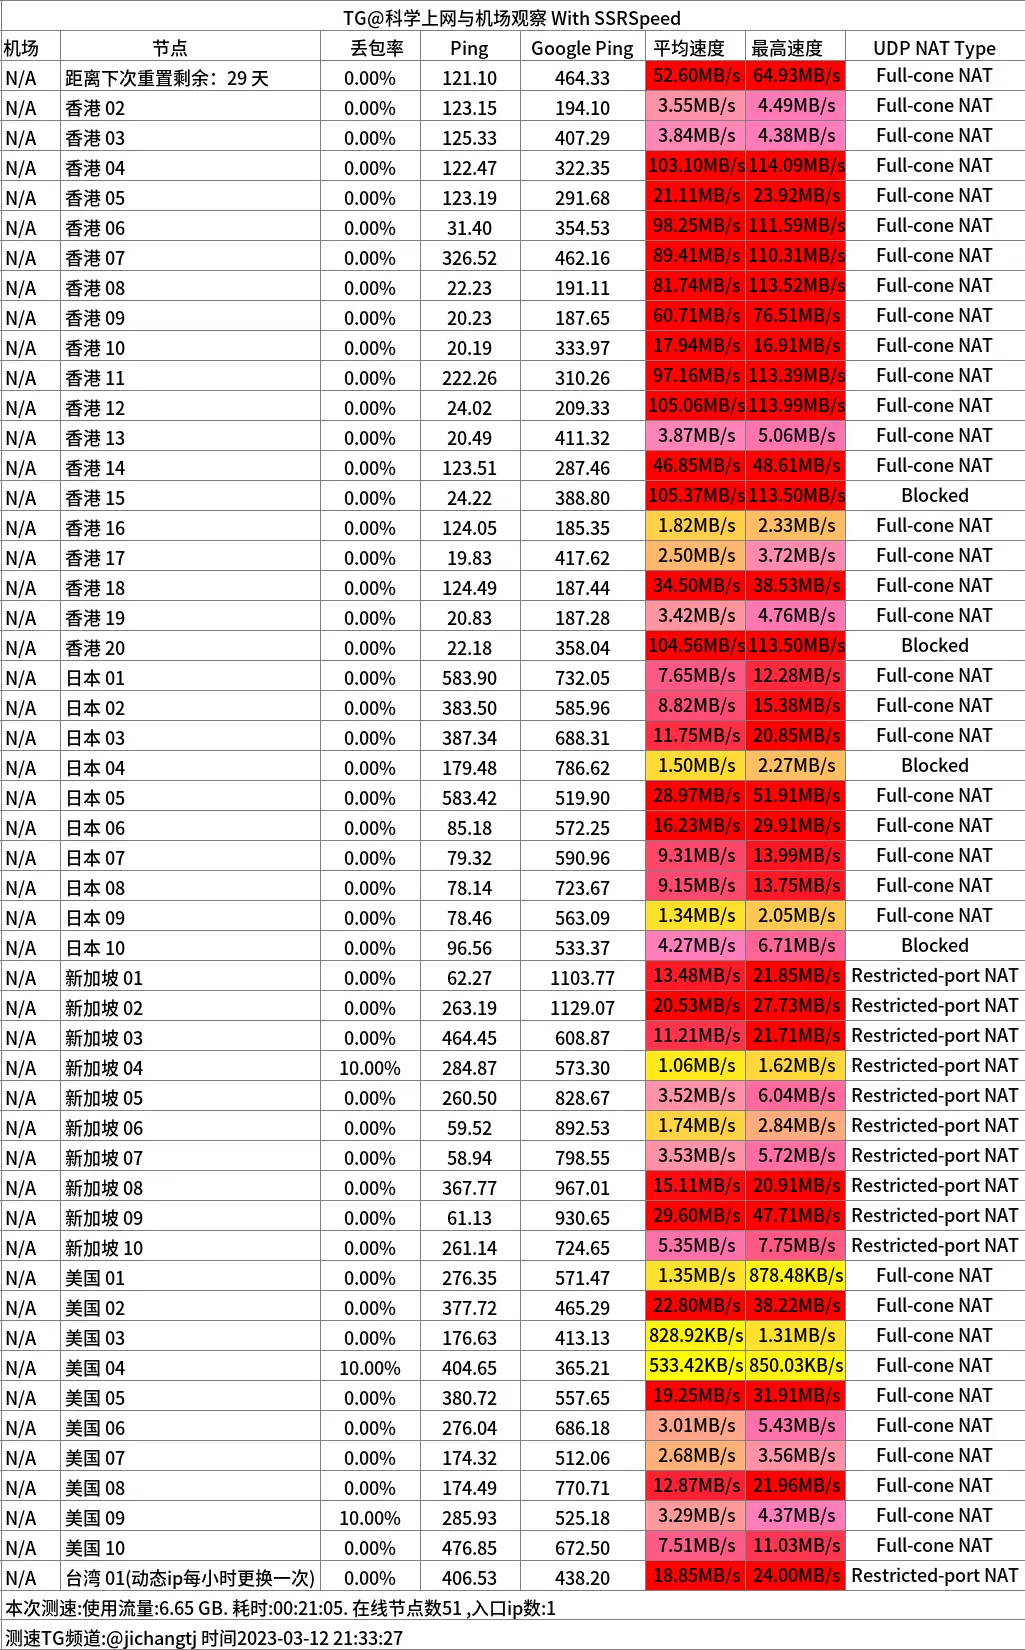 TG@科学上网与机场观察 With SSRSpeed
机场 节点 丢包率 Ping Google Ping 平均速度 最高速度 UDP NAT Type
N/A 距离下次重置剩余：29 天 0.00% 121.10 464.33 52.60MB/s 64.93MB/s Full-cone NAT
N/A 香港 02 0.00% 123.15 194.10 3.55MB/s 4.49MB/s Full-cone NAT
N/A 香港 03 0.00% 125.33 407.29 3.84MB/s 4.38MB/s Full-cone NAT
N/A 香港 04 0.00% 122.47 322.35 103.10MB/s 114.09MB/s Full-cone NAT
N/A 香港 05 0.00% 123.19 291.68 21.11MB/s 23.92MB/s Full-cone NAT
N/A 香港 06 0.00% 31.40 354.53 98.25MB/s 111.59MB/s Full-cone NAT
N/A 香港 07 0.00% 326.52 462.16 89.41MB/s 110.31MB/s Full-cone NAT
N/A 香港 08 0.00% 22.23 191.11 81.74MB/s 113.52MB/s Full-cone NAT
N/A 香港 09 0.00% 20.23 187.65 60.71MB/s 76.51MB/s Full-cone NAT
N/A 香港 10 0.00% 20.19 333.97 17.94MB/s 16.91MB/s Full-cone NAT
N/A 香港 11 0.00% 222.26 310.26 97.16MB/s 113.39MB/s Full-cone NAT
N/A 香港 12 0.00% 24.02 209.33 105.06MB/s 113.99MB/s Full-cone NAT
N/A 香港 13 0.00% 20.49 411.32 3.87MB/s 5.06MB/s Full-cone NAT
N/A 香港 14 0.00% 123.51 287.46 46.85MB/s 48.61MB/s Full-cone NAT
N/A 香港 15 0.00% 24.22 388.80 105.37MB/s 113.50MB/s Blocked
N/A 香港 16 0.00% 124.05 185.35 1.82MB/s 2.33MB/s Full-cone NAT
N/A 香港 17 0.00% 19.83 417.62 2.50MB/s 3.72MB/s Full-cone NAT
N/A 香港 18 0.00% 124.49 187.44 34.50MB/s 38.53MB/s Full-cone NAT
N/A 香港 19 0.00% 20.83 187.28 3.42MB/s 4.76MB/s Full-cone NAT
N/A 香港 20 0.00% 22.18 358.04 104.56MB/s 113.50MB/s Blocked
N/A 日本 01 0.00% 583.90 732.05 7.65MB/s 12.28MB/s Full-cone NAT
N/A 日本 02 0.00% 383.50 585.96 8.82MB/s 15.38MB/s Full-cone NAT
N/A 日本 03 0.00% 387.34 688.31 11.75MB/s 20.85MB/s Full-cone NAT
N/A 日本 04 0.00% 179.48 786.62 1.50MB/s 2.27MB/s Blocked
N/A 日本 05 0.00% 583.42 519.90 28.97MB/s 51.91MB/s Full-cone NAT
N/A 日本 06 0.00% 85.18 572.25 16.23MB/s 29.91MB/s Full-cone NAT
N/A 日本 07 0.00% 79.32 590.96 9.31MB/s 13.99MB/s Full-cone NAT
N/A 日本 08 0.00% 78.14 723.67 9.15MB/s 13.75MB/s Full-cone NAT
N/A 日本 09 0.00% 78.46 563.09 1.34MB/s 2.05MB/s Full-cone NAT
N/A 日本 10 0.00% 96.56 533.37 4.27MB/s 6.71MB/s Blocked
N/A 新加坡 01 0.00% 62.27 1103.77 13.48MB/s 21.85MB/s Restricted-port NAT
N/A 新加坡 02 0.00% 263.19 1129.07 20.53MB/s 27.73MB/s Restricted-port NAT
N/A 新加坡 03 0.00% 464.45 608.87 11.21MB/s 21.71MB/s Restricted-port NAT
N/A 新加坡 04 10.00% 284.87 573.30 1.06MB/s 1.62MB/s Restricted-port NAT
N/A 新加坡 05 0.00% 260.50 828.67 3.52MB/s 6.04MB/s Restricted-port NAT
N/A 新加坡 06 0.00% 59.52 892.53 1.74MB/s 2.84MB/s Restricted-port NAT
N/A 新加坡 07 0.00% 58.94 798.55 3.53MB/s 5.72MB/s Restricted-port NAT
N/A 新加坡 08 0.00% 367.77 967.01 15.11MB/s 20.91MB/s Restricted-port NAT
N/A 新加坡 09 0.00% 61.13 930.65 29.60MB/s 47.71MB/s Restricted-port NAT
N/A 新加坡 10 0.00% 261.14 724.65 5.35MB/s 7.75MB/s Restricted-port NAT
N/A 美国 01 0.00% 276.35 571.47 1.35MB/s 878.48KB/s Full-cone NAT
N/A 美国 02 0.00% 377.72 465.29 22.80MB/s 38.22MB/s Full-cone NAT
N/A 美国 03 0.00% 176.63 413.13 828.92KB/s 1.31MB/s Full-cone NAT
N/A 美国 04 10.00% 404.65 365.21 533.42KB/s 850.03KB/s Full-cone NAT
N/A 美国 05 0.00% 380.72 557.65 19.25MB/s 31.91MB/s Full-cone NAT
N/A 美国 06 0.00% 276.04 686.18 3.01MB/s 5.43MB/s Full-cone NAT
N/A 美国 07 0.00% 174.32 512.06 2.68MB/s 3.56MB/s Full-cone NAT
N/A 美国 08 0.00% 174.49 770.71 12.87MB/s 21.96MB/s Full-cone NAT
N/A 美国 09 10.00% 285.93 525.18 3.29MB/s 4.37MB/s Full-cone NAT
N/A 美国 10 0.00% 476.85 672.50 7.51MB/s 11.03MB/s Full-cone NAT
N/A 台湾 01(动态ip每小时更换一次) 0.00% 406.53 438.20 18.85MB/s 24.00MB/s Restricted-port NAT
本次测速:使用流量:6.65 GB. 耗时:00:21:05. 在线节点数51 ,入口ip数:1
测速TG频道:@jichangtj 时间2023-03-12 21:33:27